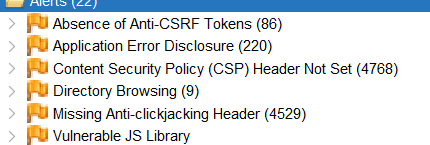 Alerts (22)
Absence of Anti-CSRF Tokens (86)
Application Error Disclosure (220)
Content Security Policy (CSP) Header Not Set (4768)
Directory Browsing (9)
Missing Anti-clickjacking Header (4529)
Vulnerable JS Library